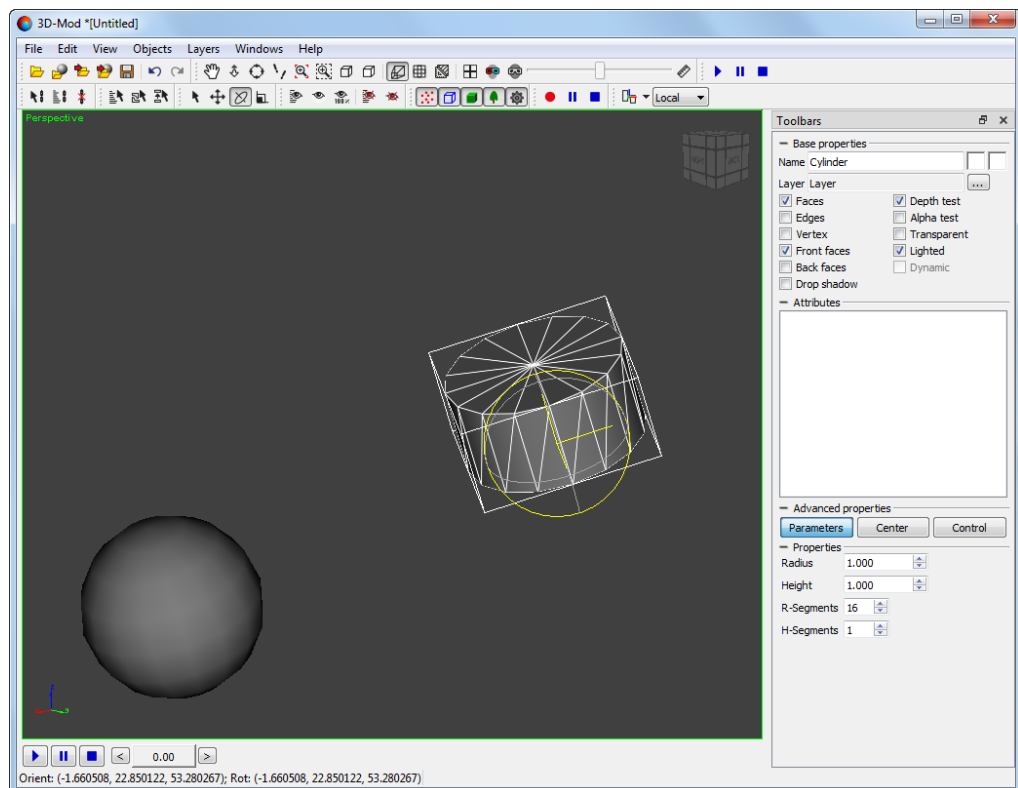 3D-Mod *[Untitled]
File Edit View Objects Layers Windows Help
100%
Local
Perspective
Toolbars
Base properties
Name Cylinder
Layer Layer
...
Faces Depth test
Edges Alpha test
Vertex Transparent
Front faces Lighted
Back faces Dynamic
Drop shadow
Attributes
Advanced properties
Parameters Center Control
Properties
Radius 1.000
Height 1.000
R-Segments 16
H-Segments 1
< 0.00 >
Orient: (-1.660508, 22.850122, 53.280267); Rot: (-1.660508, 22.850122, 53.280267)